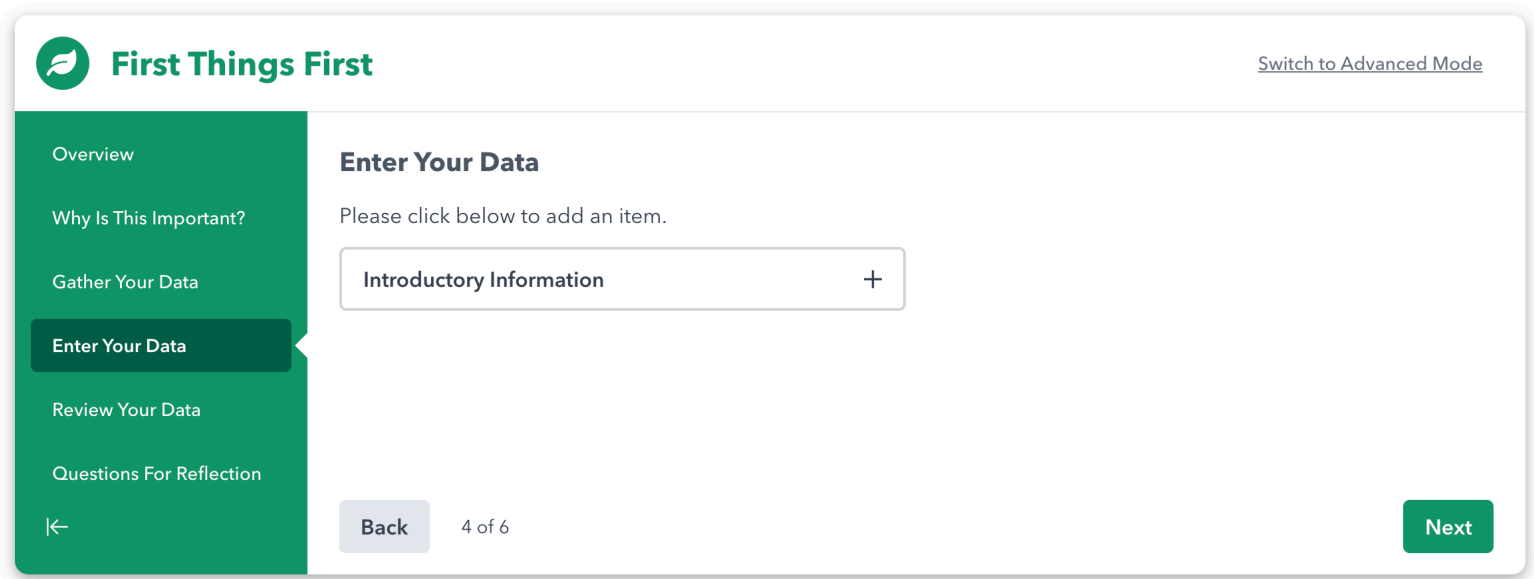 First Things First
Switch to Advanced Mode
Overview
Why Is This Important?
Gather Your Data
Enter Your Data
Review Your Data
Questions For Reflection
Enter Your Data
Please click below to add an item.
Introductory Information
Back
4 of 6
Next